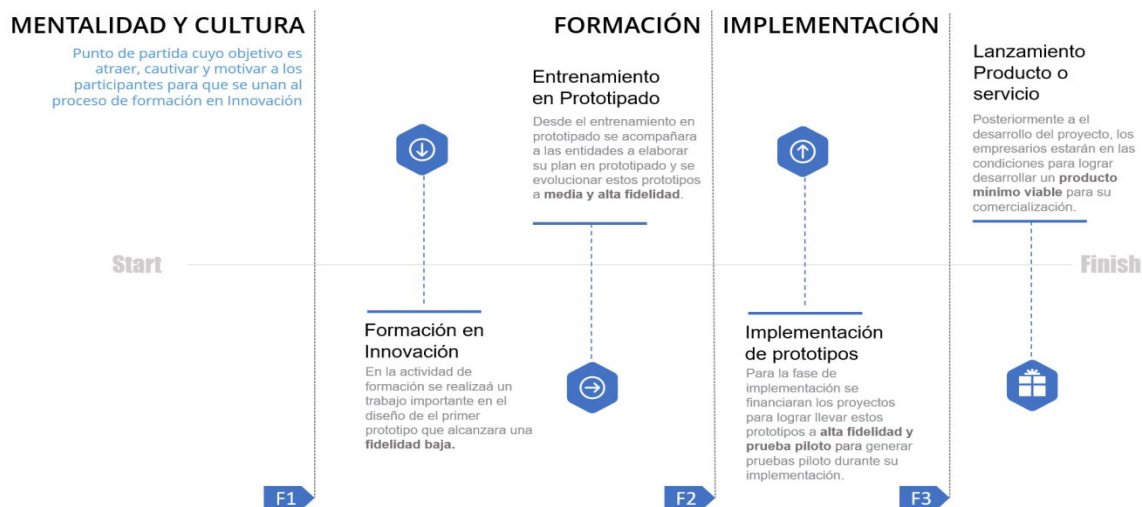 MENTALIDAD Y CULTURA
Punto de partida cuyo objetivo es
atraer, cautivar y motivar a los
participantes para que se unan al
proceso de formación en Innovación
FORMACIÓN
IMPLEMENTACIÓN
Entrenamiento
en Prototipado
Desde el entrenamiento en
prototipado se acompañara
a las entidades a elaborar
su plan en prototipado y se
evolucionar estos prototipos
a media y alta fidelidad.
Lanzamiento
Producto o
servicio
Posteriormente a el
desarrollo del proyecto, los
empresarios estarán en las
condiciones para lograr
desarrollar un producto
mínimo viable para su
comercialización.
Start
Finish
Formación en
Innovación
En la actividad de
formación se realizaá un
trabajo importante en el
diseño de el primer
prototipo que alcanzara una
fidelidad baja.
Implementación
de prototipos
Para la fase de
implementación se
financiaran los proyectos
para lograr llevar estos
prototipos a alta fidelidad y
prueba piloto para generar
pruebas piloto durante su
implementación.
F1
F2
F3